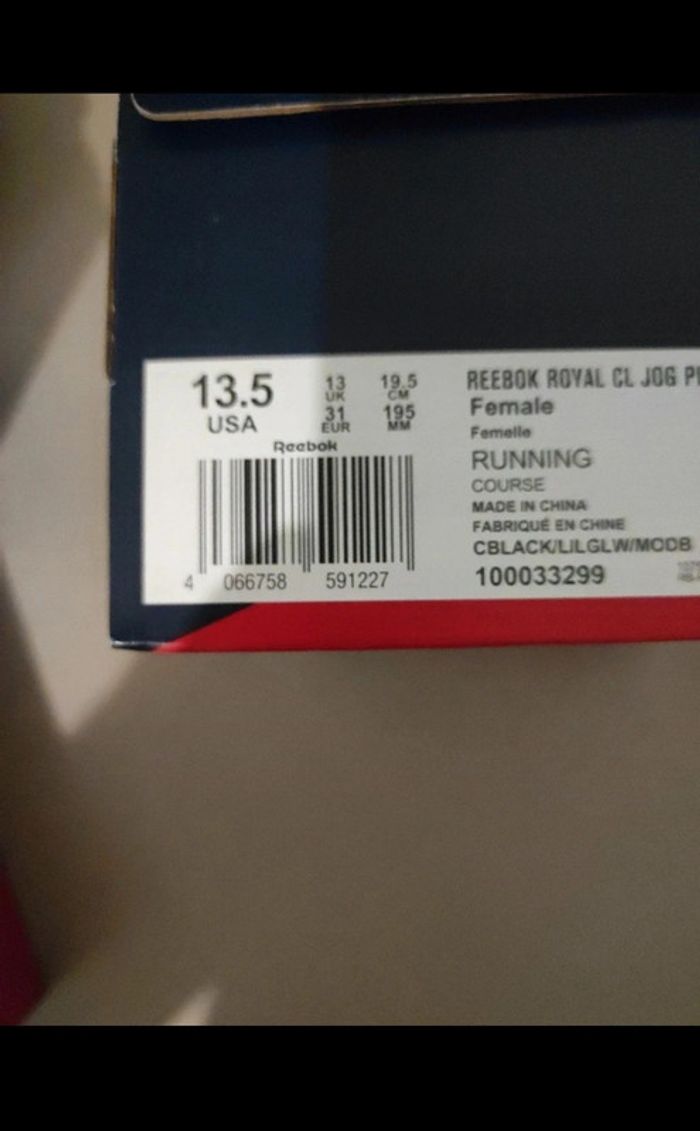 13.5
USA
13
UK
31
EUR
19.5
CM
195
MM
Reebok
4 066758 591227
REEBOK ROYAL CL JOG
Female
Femelle
RUNNING
COURSE
MADE IN CHINA
FABRIQUÉ EN CHINE
CBLACK/LILGLW/MODB
100033299